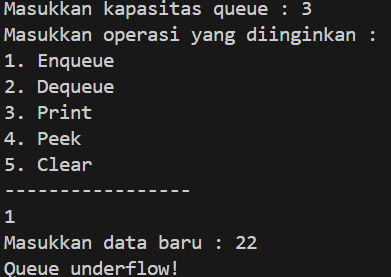 Masukkan kapasitas queue : 3
Masukkan operasi yang diinginkan :
1. Enqueue
2. Dequeue
3. Print
4. Peek
5. Clear
-----------------
1
Masukkan data baru : 22
Queue underflow!